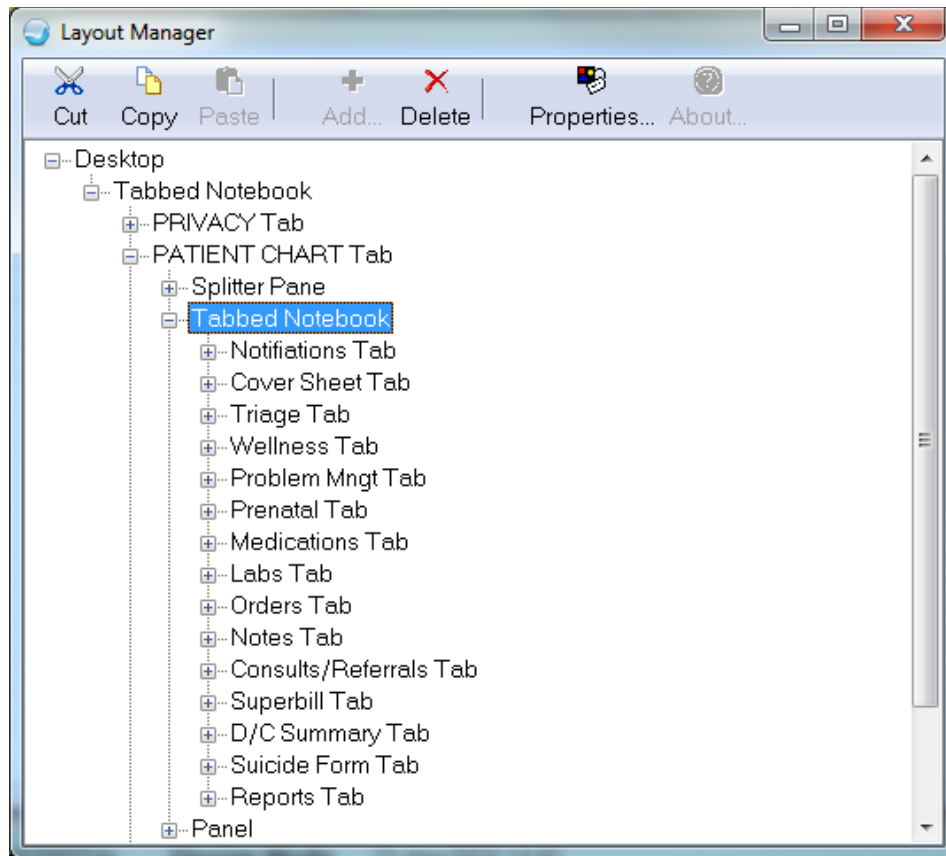 Layout Manager
Cut Copy Paste Add... Delete Properties... About...
Desktop
Tabbed Notebook
PRIVACY Tab
PATIENT CHART Tab
Splitter Pane
Tabbed Notebook
Notifiations Tab
Cover Sheet Tab
Triage Tab
Wellness Tab
Problem Mngt Tab
Prenatal Tab
Medications Tab
Labs Tab
Orders Tab
Notes Tab
Consults/Referrals Tab
Superbill Tab
D/C Summary Tab
Suicide Form Tab
Reports Tab
Panel